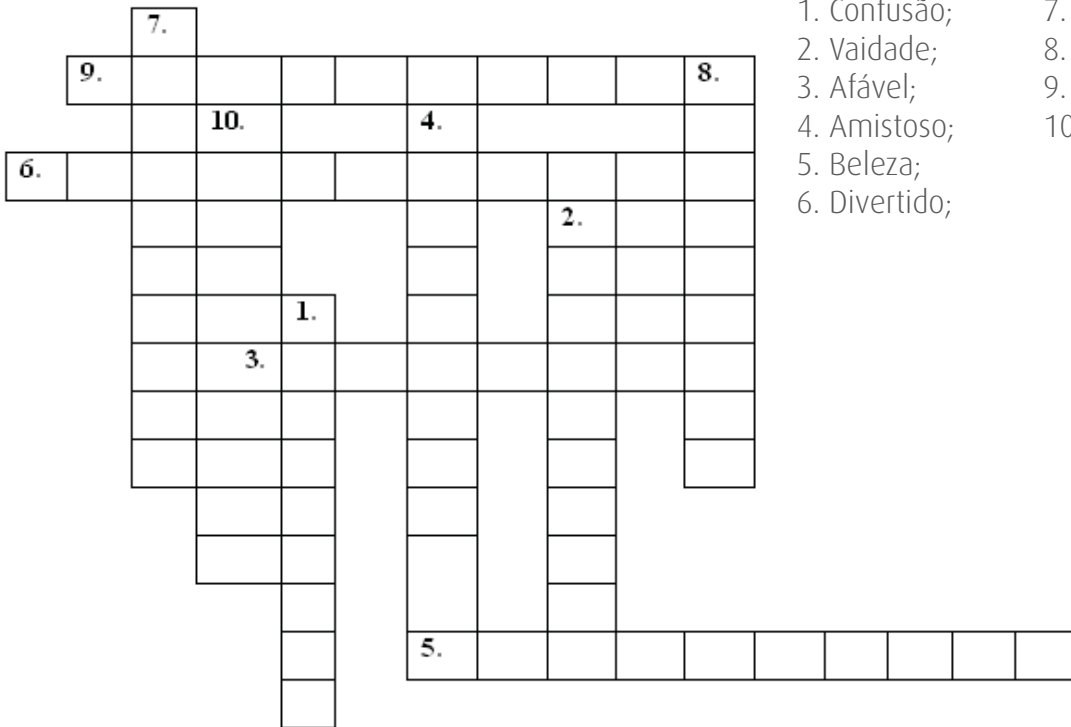 7.
9. 8.
10. 4.
6.
2.
1.
3.
5.
1. Confusão; 7.
2. Vaidade; 8.
3. Afável; 9.
4. Amistoso; 10
5. Beleza;
6. Divertido;